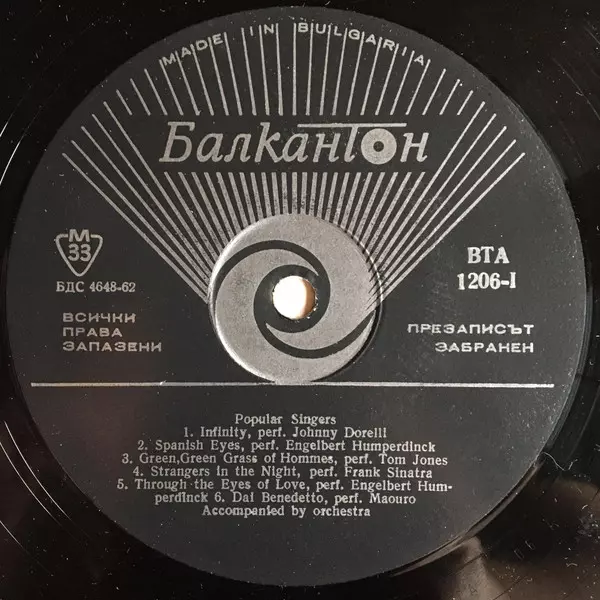 MADE IN BULGARIA
Балкантон
М
33
БДС 4648-62
ВСИЧКИ
ПРАВА
ЗАПАЗЕНИ
ВТА
1206-I
ПРЕЗАПИСЪТ
ЗАБРАНЕН
Popular Singers
1. Infinity, perf. Johnny Dorelli
2. Spanish Eyes, perf. Engelbert Humperdinck
3. Green,Green Grass of Hommes, perf. Tom Jones
4. Strangers in the Night, perf. Frank Sinatra
5. Through the Eyes of Love, perf. Engelbert Hum-
perdinck 6. Dal Benedetto, perf. Maouro
Accompanied by orchestra